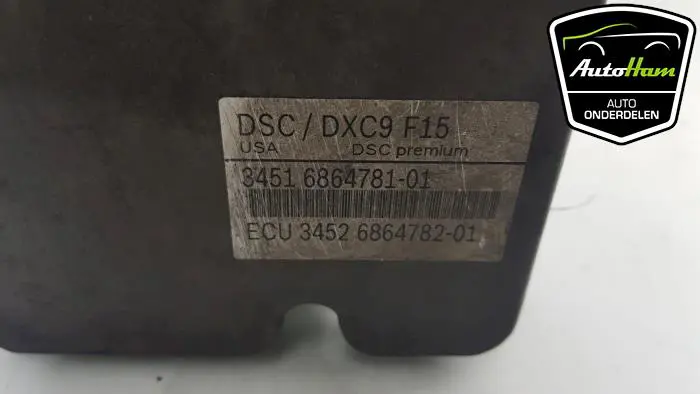 DSC / DXC9 F15
USA DSC premium
3451 6864781-01
ECU 3452 6864782-01
AutoHam
AUTO
ONDERDELEN